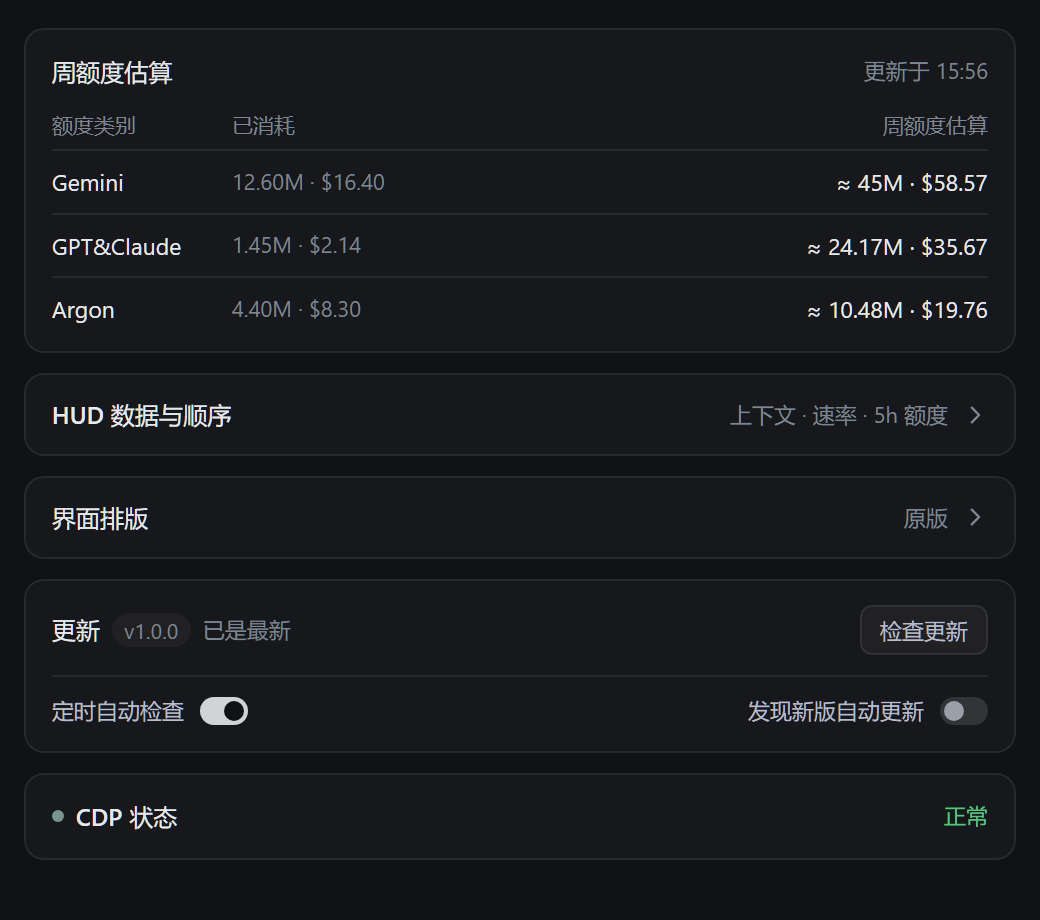 周额度估算 更新于 15:56
额度类别 已消耗 周额度估算
Gemini 12.60M · $16.40 ≈ 45M · $58.57
GPT&Claude 1.45M · $2.14 ≈ 24.17M · $35.67
Argon 4.40M · $8.30 ≈ 10.48M · $19.76
HUD 数据与顺序 上下文 · 速率 · 5h 额度
界面排版 原版
更新 v1.0.0 已是最新 检查更新
定时自动检查 发现新版自动更新
CDP 状态 正常